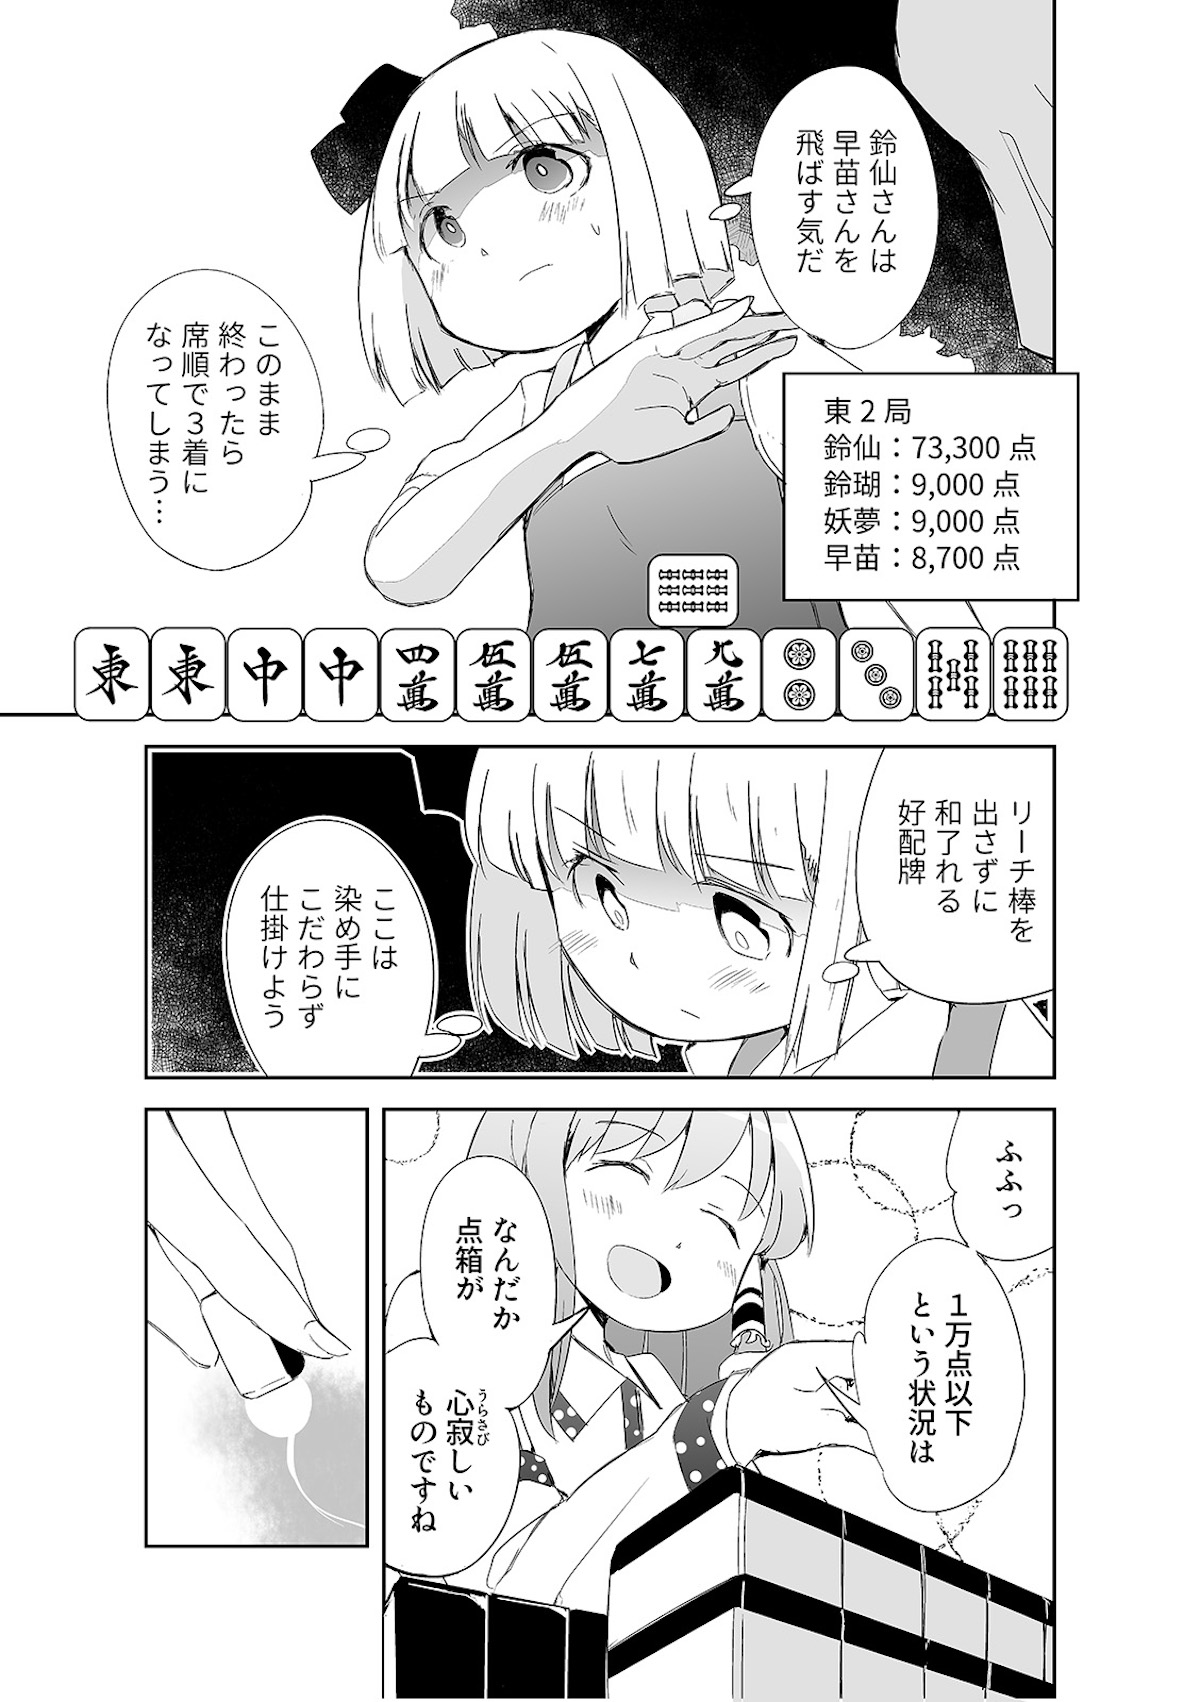 鈴仙さんは
早苗さんを
飛ばす気だ
このまま
終わったら
席順で3着に
なってしまう…
東2局
鈴仙：73,300点
鈴瑚：9,000点
妖夢：9,000点
早苗：8,700点
東 東 中 中 四萬 伍萬 伍萬 七萬 九萬
リーチ棒を
出さずに
和了れる
好配牌
ここは
染め手に
こだわらず
仕掛けよう
ふふっ
1万点以下
という状況は
なんだか
点箱が
心寂しい
うらさび
ものですね